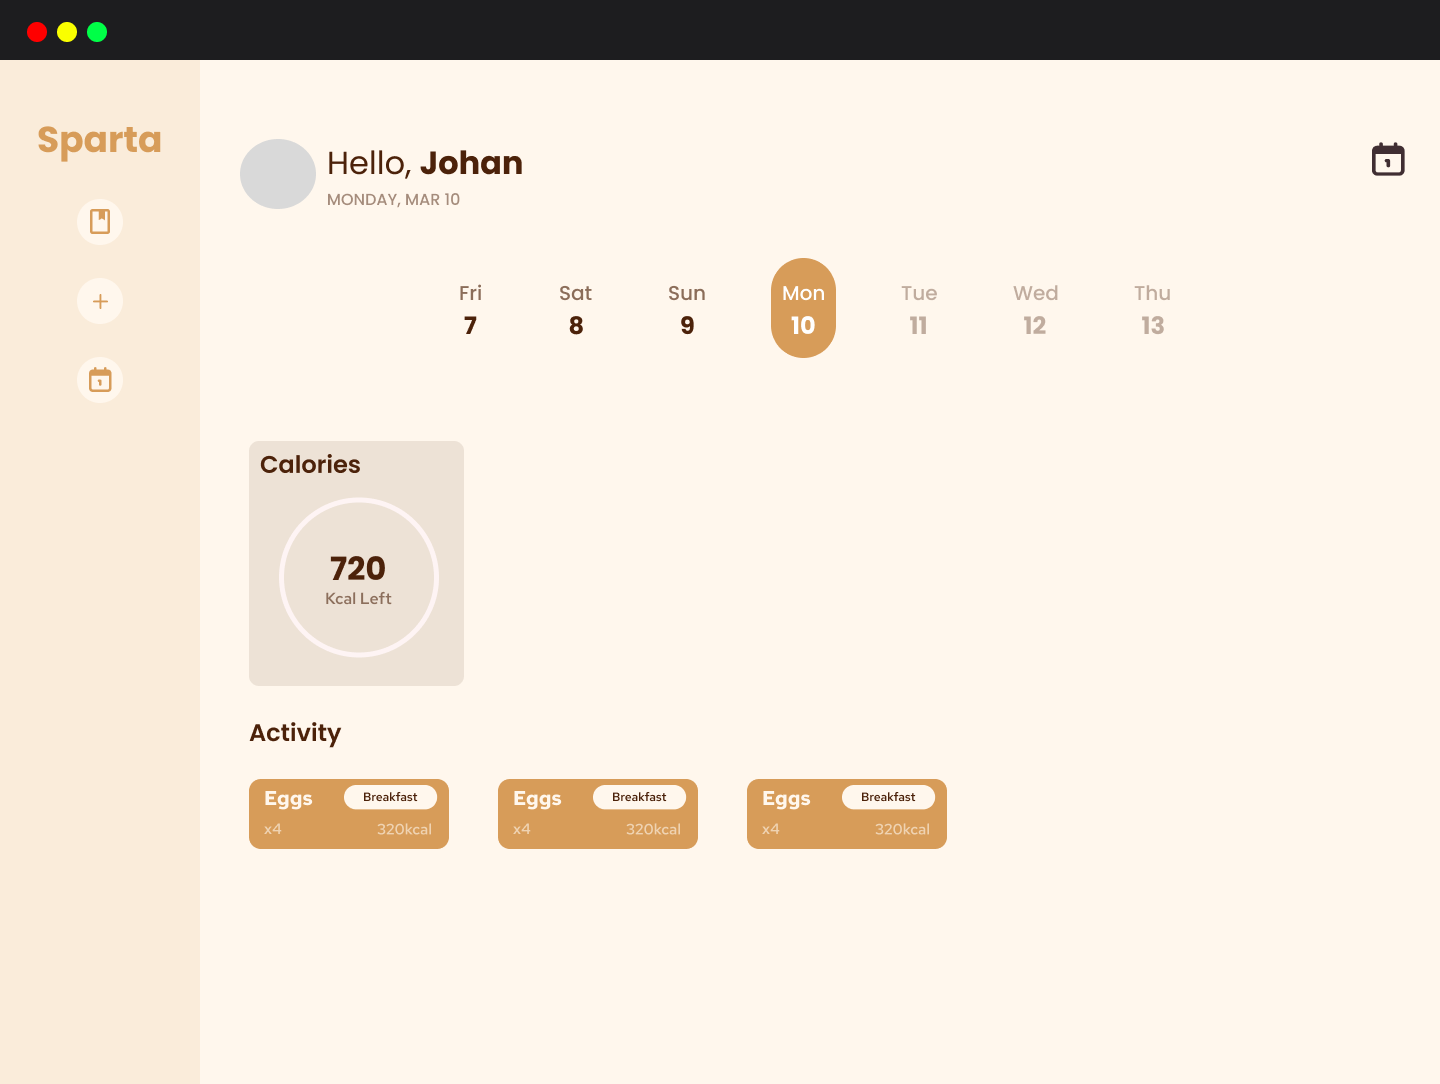 Sparta
Hello, Johan
MONDAY, MAR 10
Fri Sat Sun Mon Tue Wed Thu
7 8 9 10 11 12 13
Calories
720
Kcal Left
Activity
Eggs Breakfast Eggs Breakfast Eggs Breakfast
x4 320kcal x4 320kcal x4 320kcal